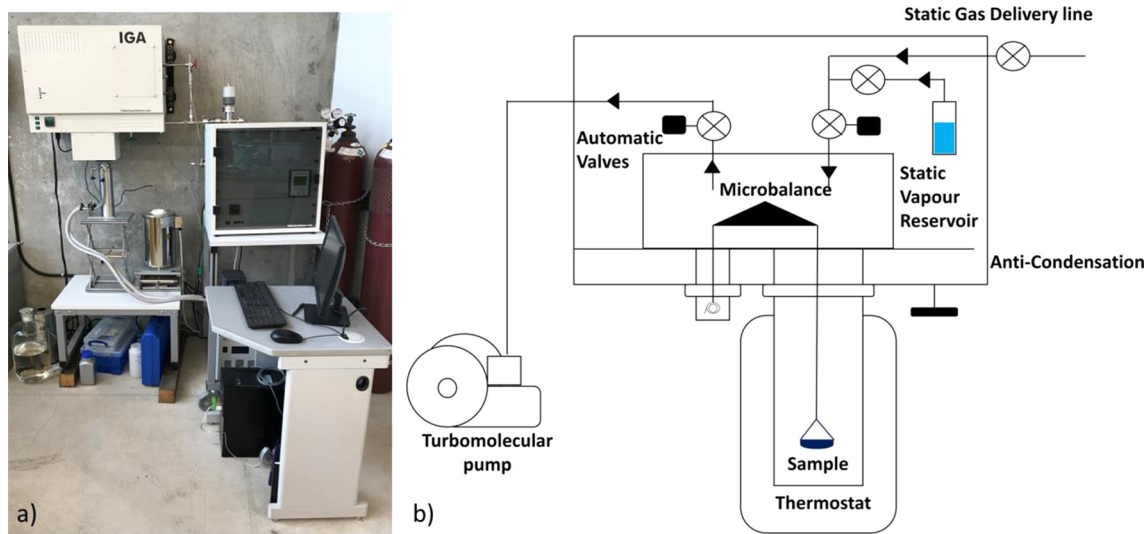 IGA
a)
Static Gas Delivery line
Automatic
Valves
Microbalance
Static
Vapour
Reservoir
Anti-Condensation
Turbomolecular
pump
Sample
Thermostat
b)